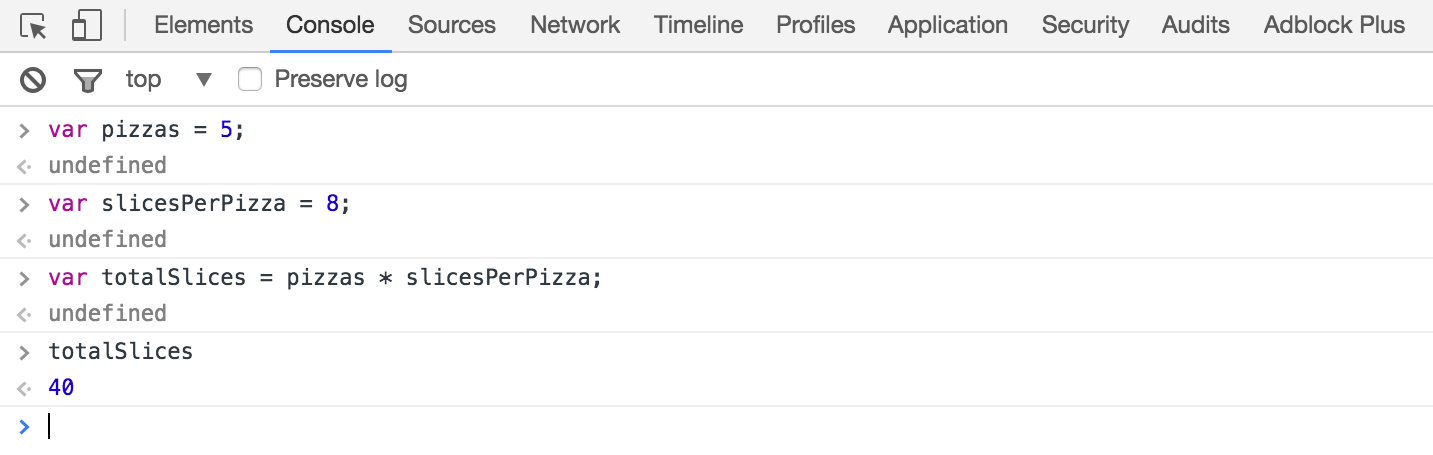 Elements Console Sources Network Timeline Profiles Application Security Audits Adblock Plus
top Preserve log
var pizzas = 5;
undefined
var slicesPerPizza = 8;
undefined
var totalSlices = pizzas * slicesPerPizza;
undefined
totalSlices
40